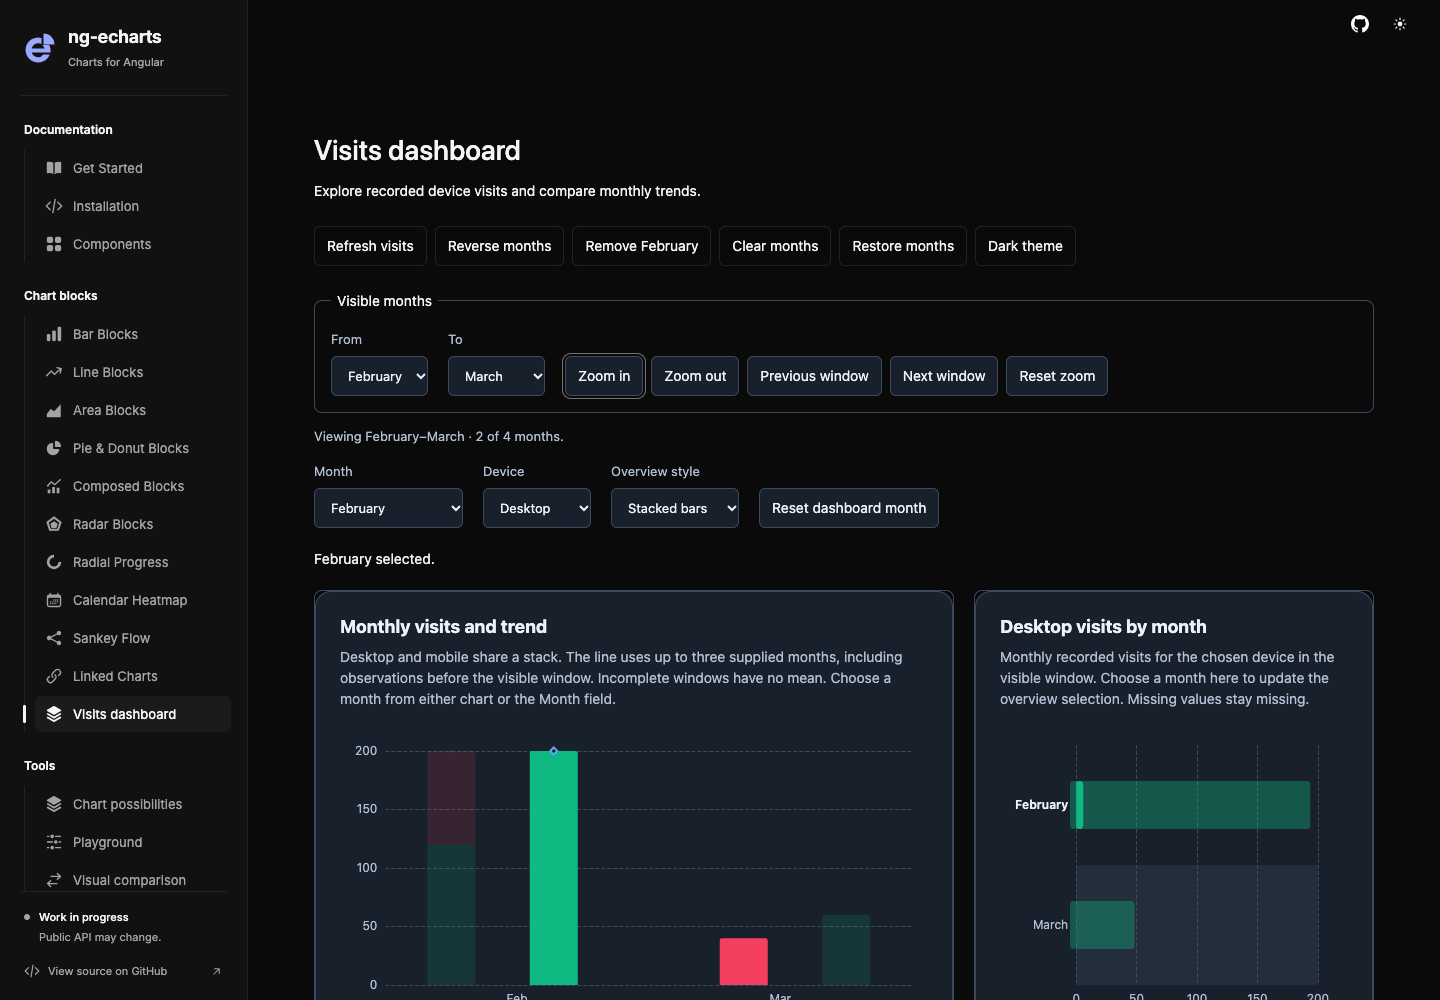 ng-echarts
Charts for Angular
Documentation
Get Started
Installation
Components
Chart blocks
Bar Blocks
Line Blocks
Area Blocks
Pie & Donut Blocks
Composed Blocks
Radar Blocks
Radial Progress
Calendar Heatmap
Sankey Flow
Linked Charts
Visits dashboard
Tools
Chart possibilities
Playground
Visual comparison
Work in progress
Public API may change.
View source on GitHub
Visits dashboard
Explore recorded device visits and compare monthly trends.
Refresh visits Reverse months Remove February Clear months Restore months Dark theme
Visible months
From To
February March Zoom in Zoom out Previous window Next window Reset zoom
Viewing February–March · 2 of 4 months.
Month Device Overview style
February Desktop Stacked bars Reset dashboard month
February selected.
Monthly visits and trend
Desktop and mobile share a stack. The line uses up to three supplied months, including
observations before the visible window. Incomplete windows have no mean. Choose a
month from either chart or the Month field.
200
150
100
50
0
Feb Mar
Desktop visits by month
Monthly recorded visits for the chosen device in the
visible window. Choose a month here to update the
overview selection. Missing values stay missing.
February
March
0 50 100 150 200